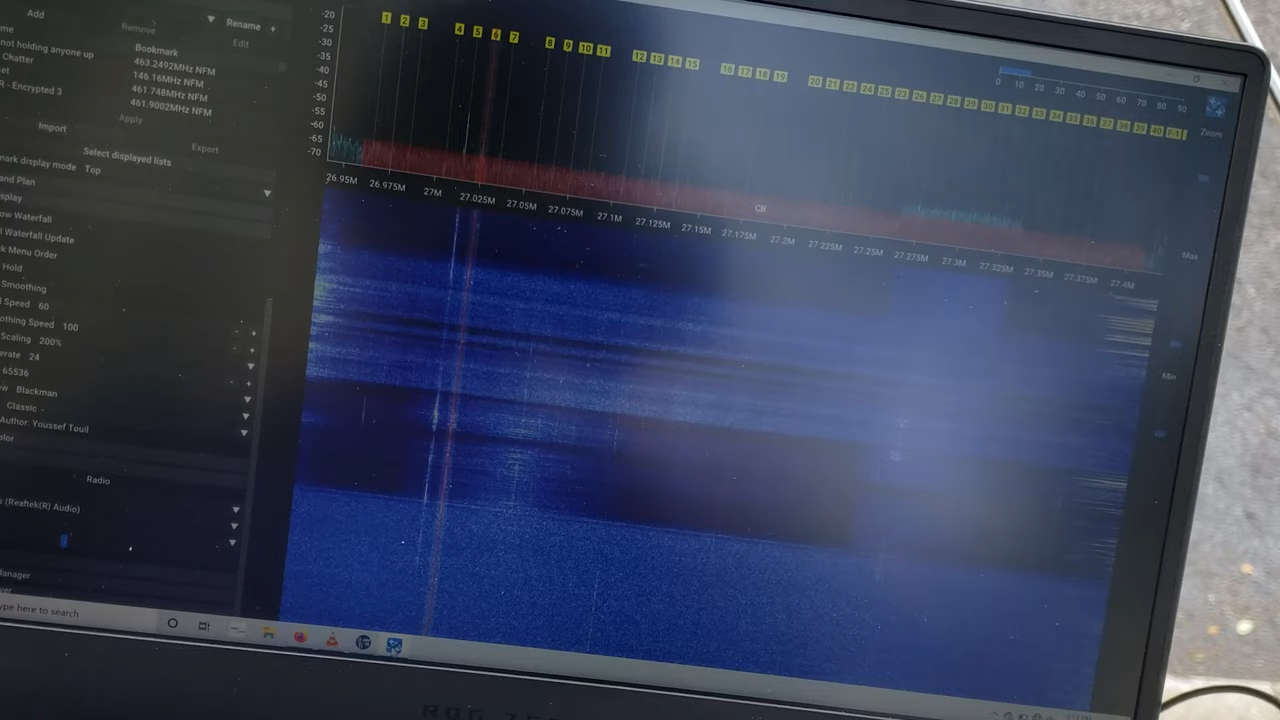 Add
Remove
Rename +
Edit
Bookmark
not holding anyone up 463.2492MHz NFM
Chatter 146.16MHz NFM
461.748MHz NFM
R - Encrypted 3 461.9002MHz NFM
Apply
Import
Export
Select displayed lists
mark display mode Top
and Plan
splay
ow Waterfall
Waterfall Update
k Menu Order
Hold
Smoothing
Speed 60
othing Speed 100
Scaling 200%
erate 24
65536
w Blackman
Classic -
Author: Youssef Touil
olor
Radio
(Realtek(R) Audio)
Manager
ype here to search
-20
-25
-30
-35
-40
-45
-50
-55
-60
-65
-70
1 2 3 4 5 6 7 8 9 10 11 12 13 14 15 16 17 18 19 20 21 22 24 25 23 26 27 28 29 30 31 32 33 34 35 36 37 38 39 40
0 10 20 30 40 50 60 70 80 90
CB
26.95M 26.975M 27M 27.025M 27.05M 27.075M 27.1M 27.125M 27.15M 27.175M 27.2M 27.225M 27.25M 27.275M 27.3M 27.325M 27.35M 27.375M 27.4M
Zoom
Max
Min
ROG